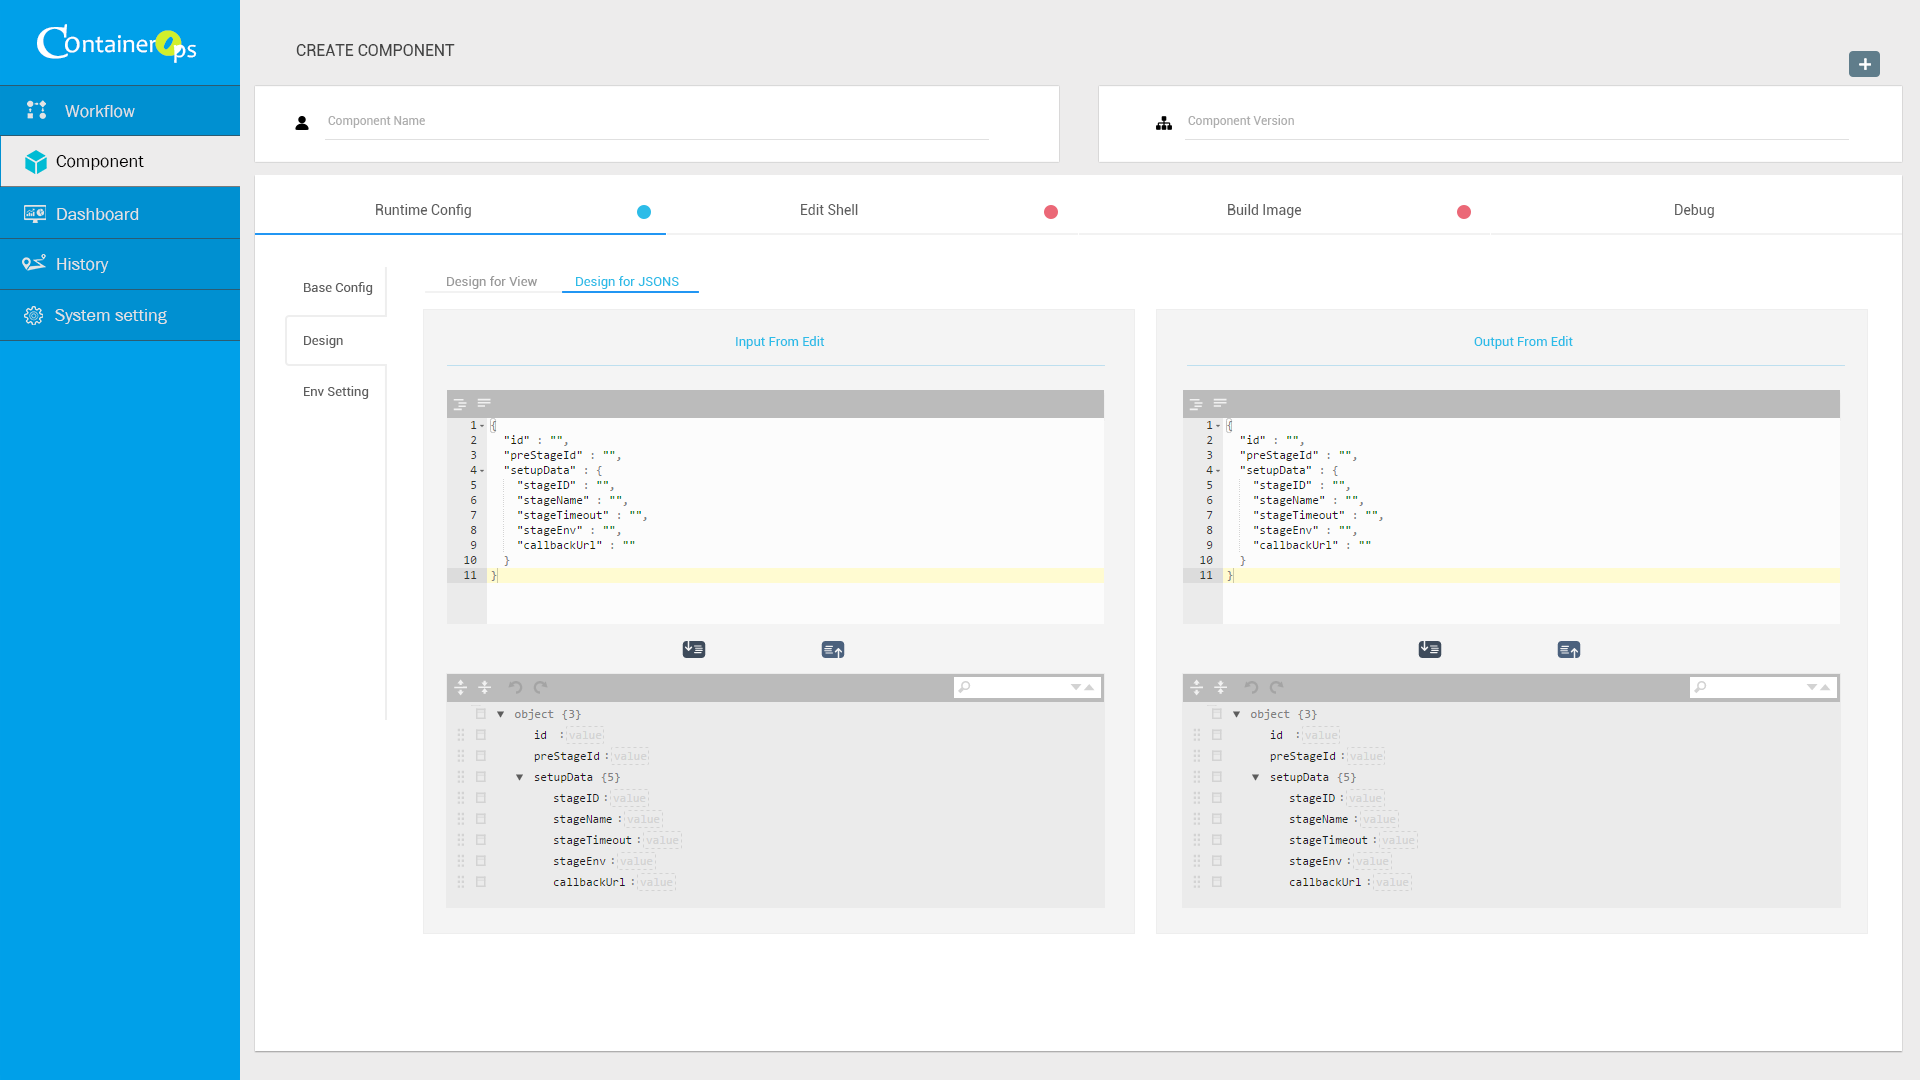 ContainerOps
CREATE COMPONENT
Workflow
Component
Dashboard
History
System setting
Component Name
Component Version
Runtime Config
Edit Shell
Build Image
Debug
Base Config
Design
Env Setting
Design for View
Design for JSONS
Input From Edit
1 {
2 "id" : "",
3 "preStageId" : "",
4 "setupData" : {
5 "stageID" : "",
6 "stageName" : "",
7 "stageTimeout" : "",
8 "stageEnv" : "",
9 "callbackUrl" : ""
10 }
11 }
object {3}
id : value
preStageId : value
setupData {5}
stageID : value
stageName : value
stageTimeout : value
stageEnv : value
callbackUrl : value
Output From Edit
1 {
2 "id" : "",
3 "preStageId" : "",
4 "setupData" : {
5 "stageID" : "",
6 "stageName" : "",
7 "stageTimeout" : "",
8 "stageEnv" : "",
9 "callbackUrl" : ""
10 }
11 }
object {3}
id : value
preStageId : value
setupData {5}
stageID : value
stageName : value
stageTimeout : value
stageEnv : value
callbackUrl : value